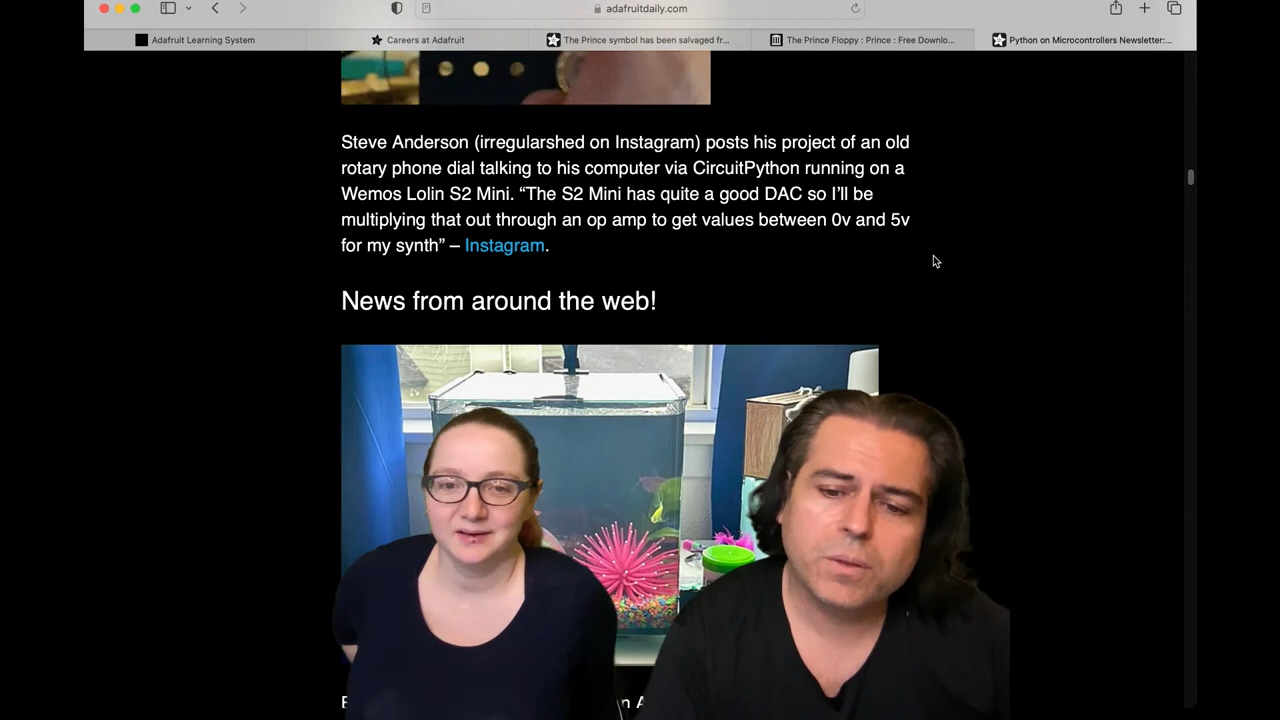 adafruitdaily.com
Adafruit Learning System
Careers at Adafruit
The Prince symbol has been salvaged fr...
The Prince Floppy : Prince : Free Downlo...
Python on Microcontrollers Newsletter:...
Steve Anderson (irregularshed on Instagram) posts his project of an old
rotary phone dial talking to his computer via CircuitPython running on a
Wemos Lolin S2 Mini. “The S2 Mini has quite a good DAC so I’ll be
multiplying that out through an op amp to get values between 0v and 5v
for my synth” – Instagram.
News from around the web!